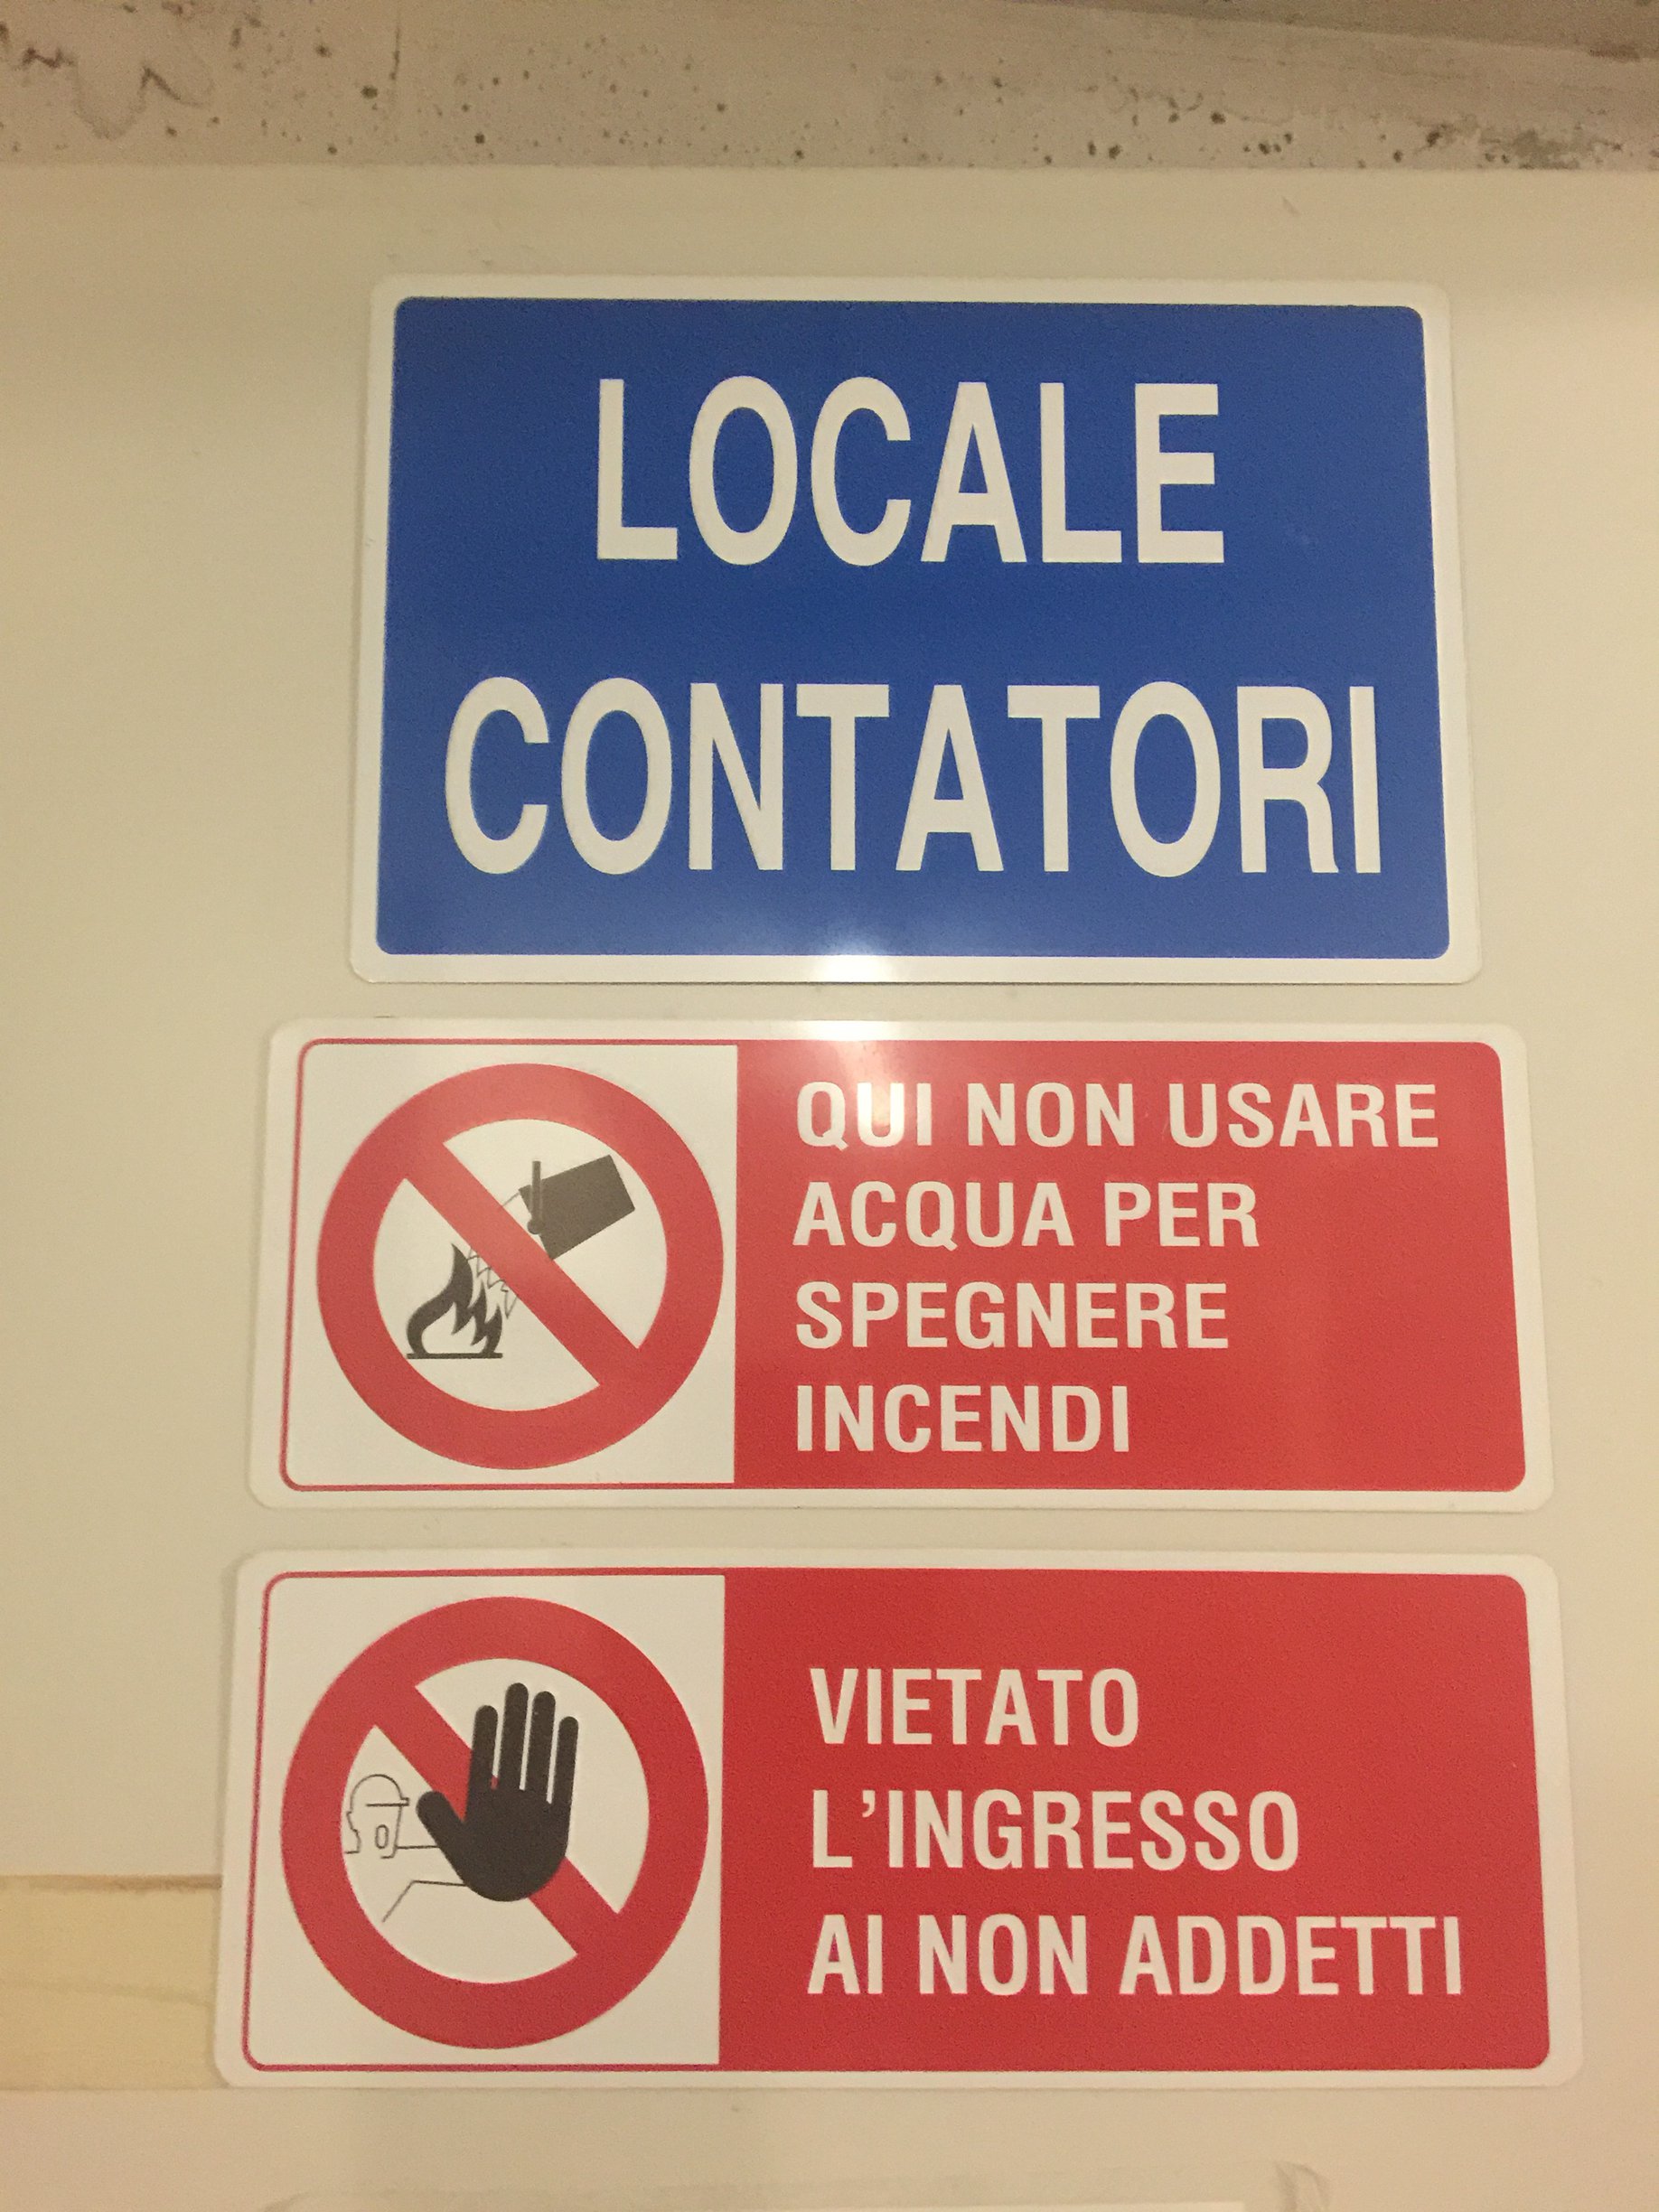 LOCALE
CONTATORI
QUI NON USARE
ACQUA PER
SPEGNERE
INCENDI
VIETATO
L'INGRESSO
AI NON ADDETTI